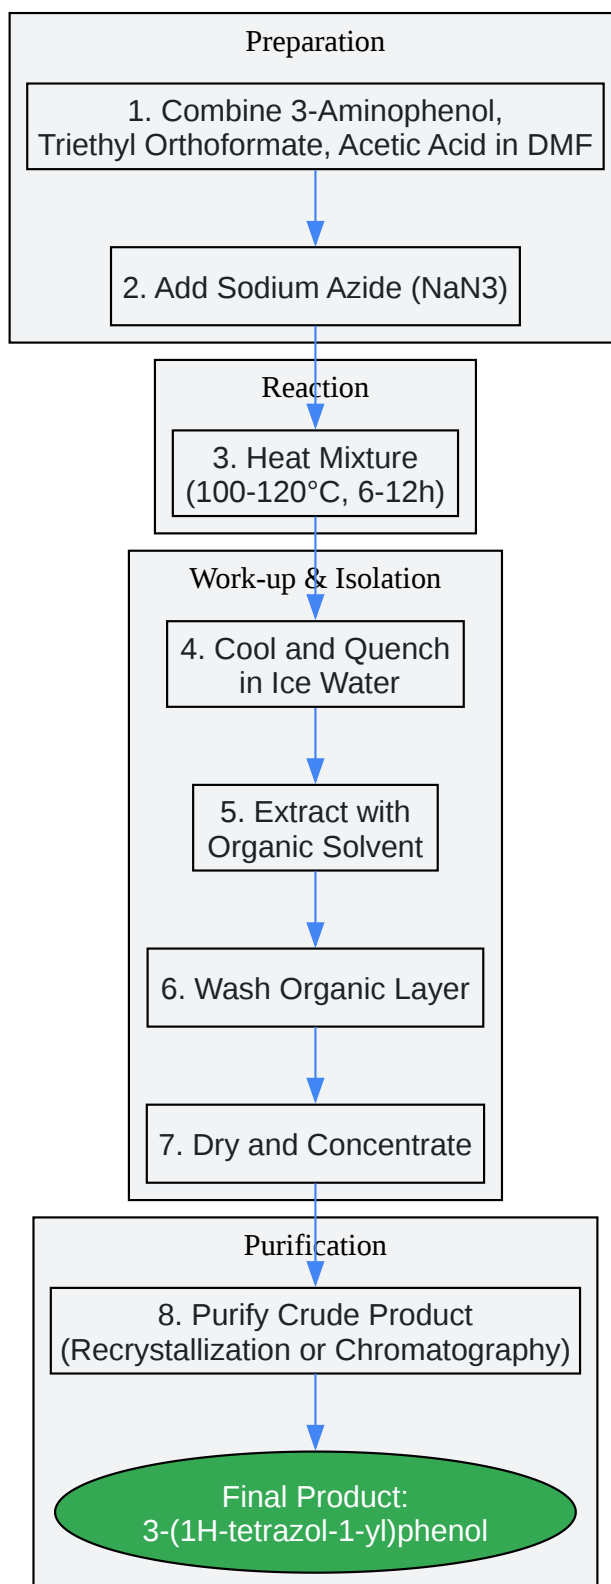 Preparation
1. Combine 3-Aminophenol,
Triethyl Orthoformate, Acetic Acid in DMF
2. Add Sodium Azide (NaN3)
Reaction
3. Heat Mixture
(100-120°C, 6-12h)
Work-up & Isolation
4. Cool and Quench
in Ice Water
5. Extract with
Organic Solvent
6. Wash Organic Layer
7. Dry and Concentrate
Purification
8. Purify Crude Product
(Recrystallization or Chromatography)
Final Product:
3-(1H-tetrazol-1-yl)phenol